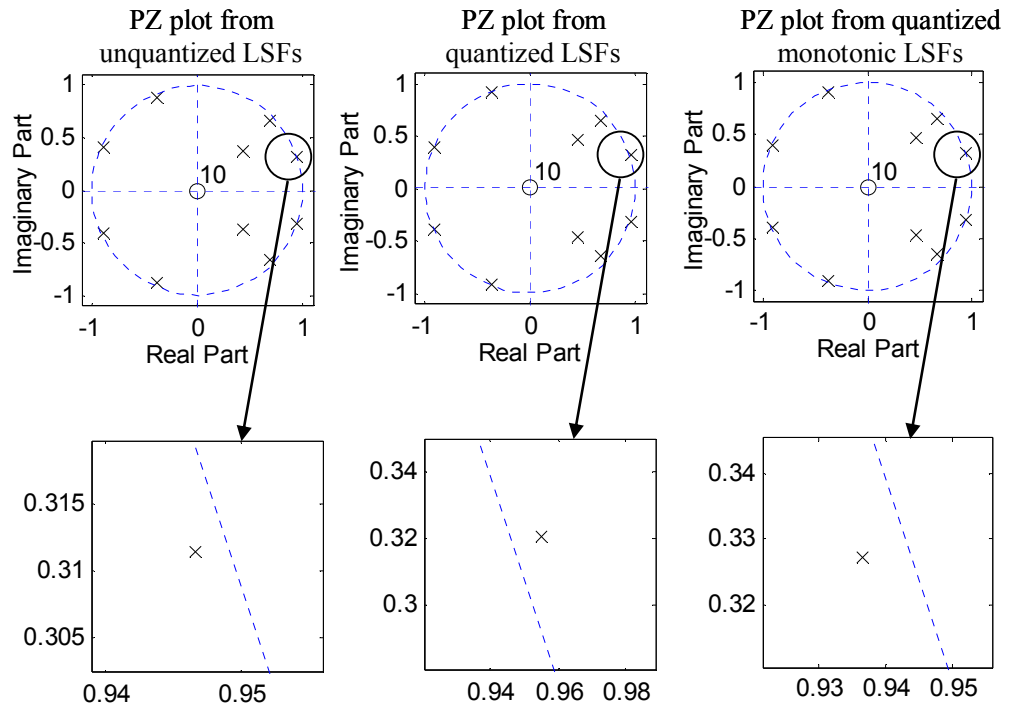 PZ plot from
unquantized LSFs
1
0.5
0
-0.5
-1
Imaginary Part
10
-1 0 1
Real Part
PZ plot from
quantized LSFs
1
0.5
0
-0.5
-1
Imaginary Part
10
-1 0 1
Real Part
PZ plot from quantized
monotonic LSFs
1
0.5
0
-0.5
-1
Imaginary Part
10
-1 0 1
Real Part
0.315
0.31
0.305
0.94 0.95
0.34
0.32
0.3
0.94 0.96 0.98
0.34
0.33
0.32
0.93 0.94 0.95